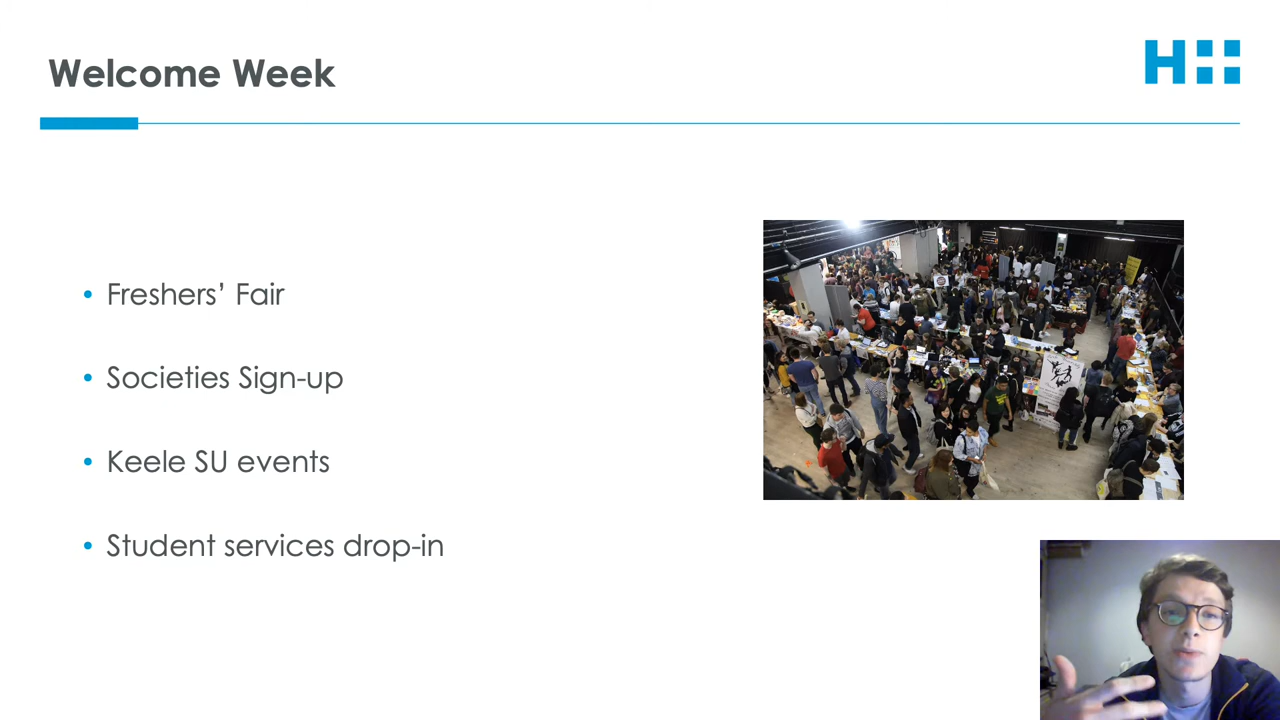 Welcome Week
H
• Freshers’ Fair
• Societies Sign-up
• Keele SU events
• Student services drop-in